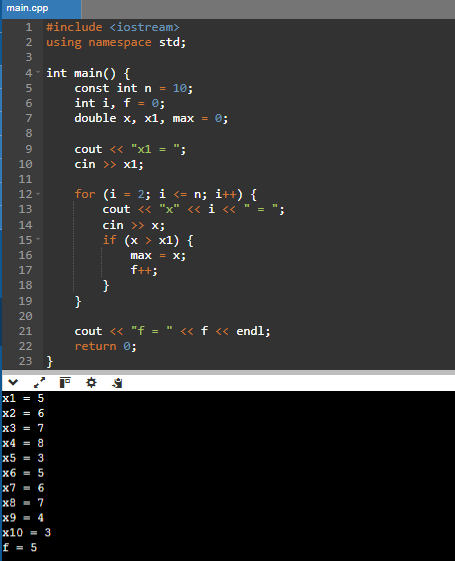 main.cpp
1 #include <iostream>
2 using namespace std;
3
4 int main() {
5     const int n = 10;
6     int i, f = 0;
7     double x, x1, max = 0;
8
9     cout << "x1 = ";
10     cin >> x1;
11
12     for (i = 2; i <= n; i++) {
13         cout << "x" << i << " = ";
14         cin >> x;
15         if (x > x1) {
16             max = x;
17             f++;
18         }
19     }
20
21     cout << "f = " << f << endl;
22     return 0;
23 }
x1 = 5
x2 = 6
x3 = 7
x4 = 8
x5 = 3
x6 = 5
x7 = 6
x8 = 7
x9 = 4
x10 = 3
f = 5